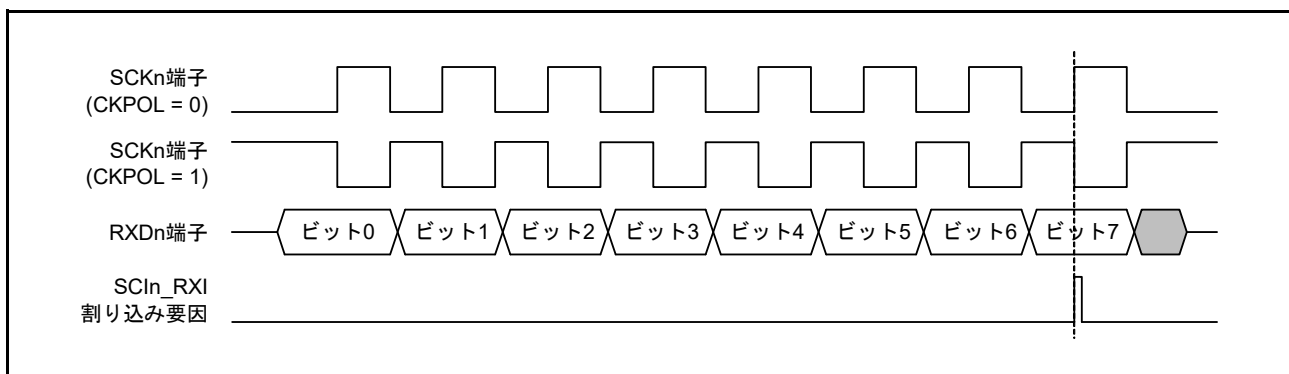 SCKn端子
(CKPOL = 0)
SCKn端子
(CKPOL = 1)
RXDn端子
ビット0 ビット1 ビット2 ビット3 ビット4 ビット5 ビット6 ビット7
SCIn_RXI
割り込み要因